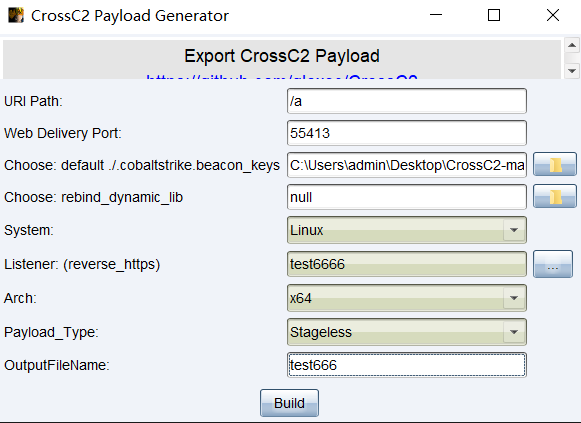 CrossC2 Payload Generator
Export CrossC2 Payload
URI Path: /a
Web Delivery Port: 55413
Choose: default ./.cobaltstrike.beacon_keys C:\Users\admin\Desktop\CrossC2-ma
Choose: rebind_dynamic_lib null
System: Linux
Listener: (reverse_https) test6666 ...
Arch: x64
Payload_Type: Stageless
OutputFileName: test666
Build